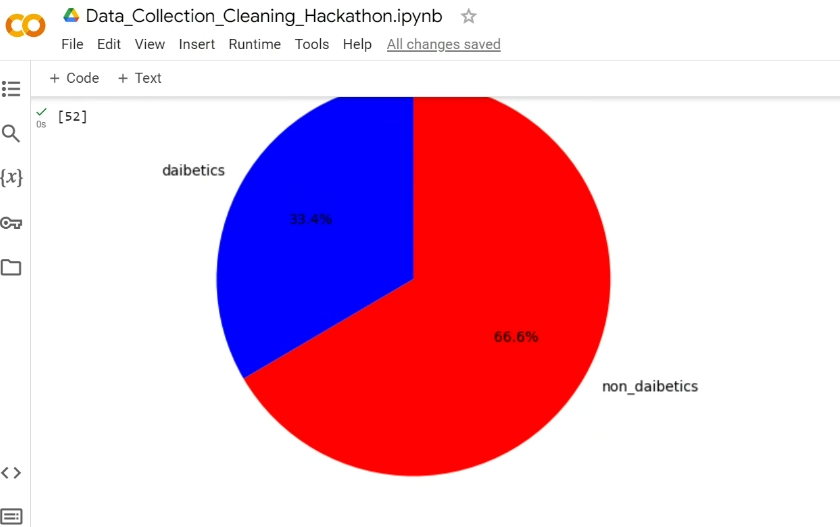 Data_Collection_Cleaning_Hackathon.ipynb
File Edit View Insert Runtime Tools Help All changes saved
+ Code + Text
[52]
0s
daibetics
33.4%
{x}
66.6%
non_daibetics